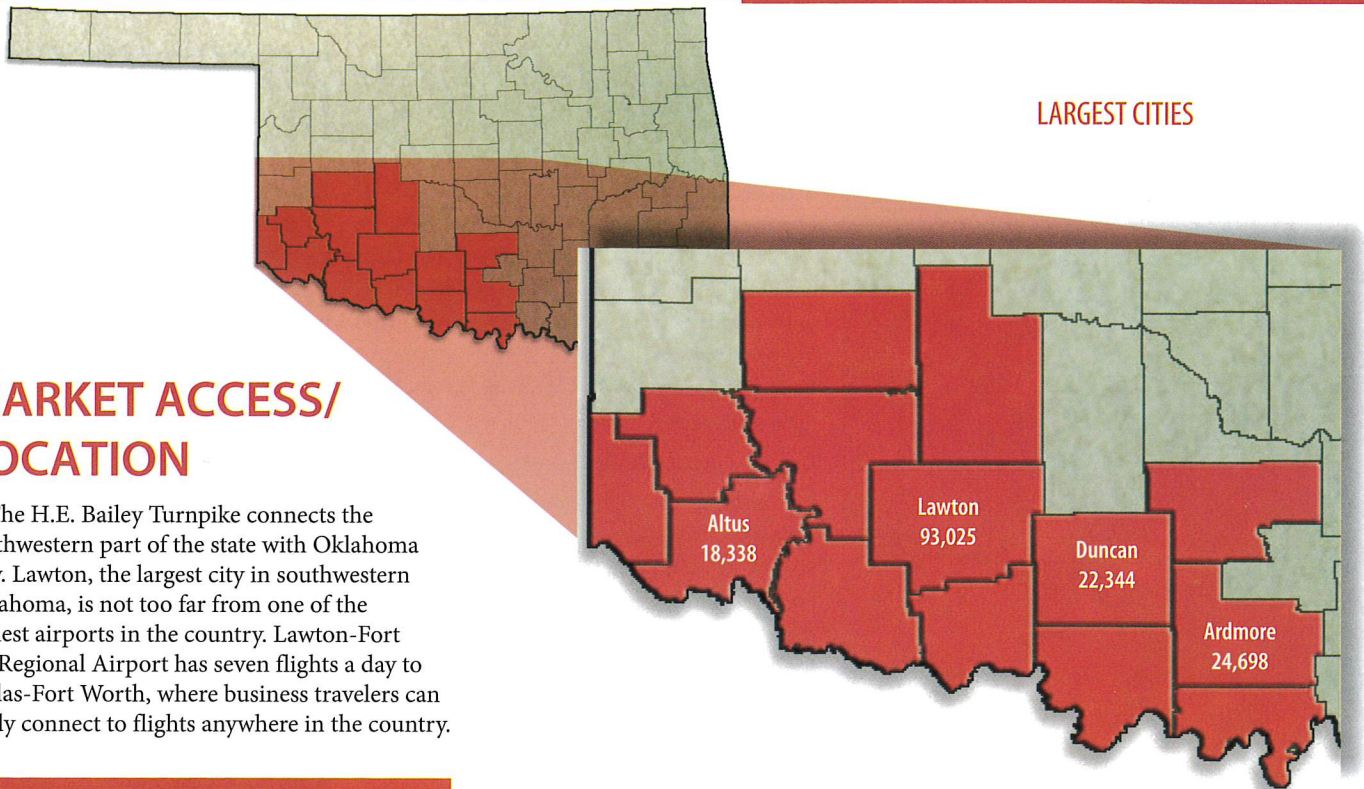 LARGEST CITIES
ARKET ACCESS/
OCATION
he H.E. Bailey Turnpike connects the
thwestern part of the state with Oklahoma
y. Lawton, the largest city in southwestern
ahoma, is not too far from one of the
iest airports in the country. Lawton-Fort
Regional Airport has seven flights a day to
las-Fort Worth, where business travelers can
ly connect to flights anywhere in the country.
Altus
18,338
Lawton
93,025
Duncan
22,344
Ardmore
24,698